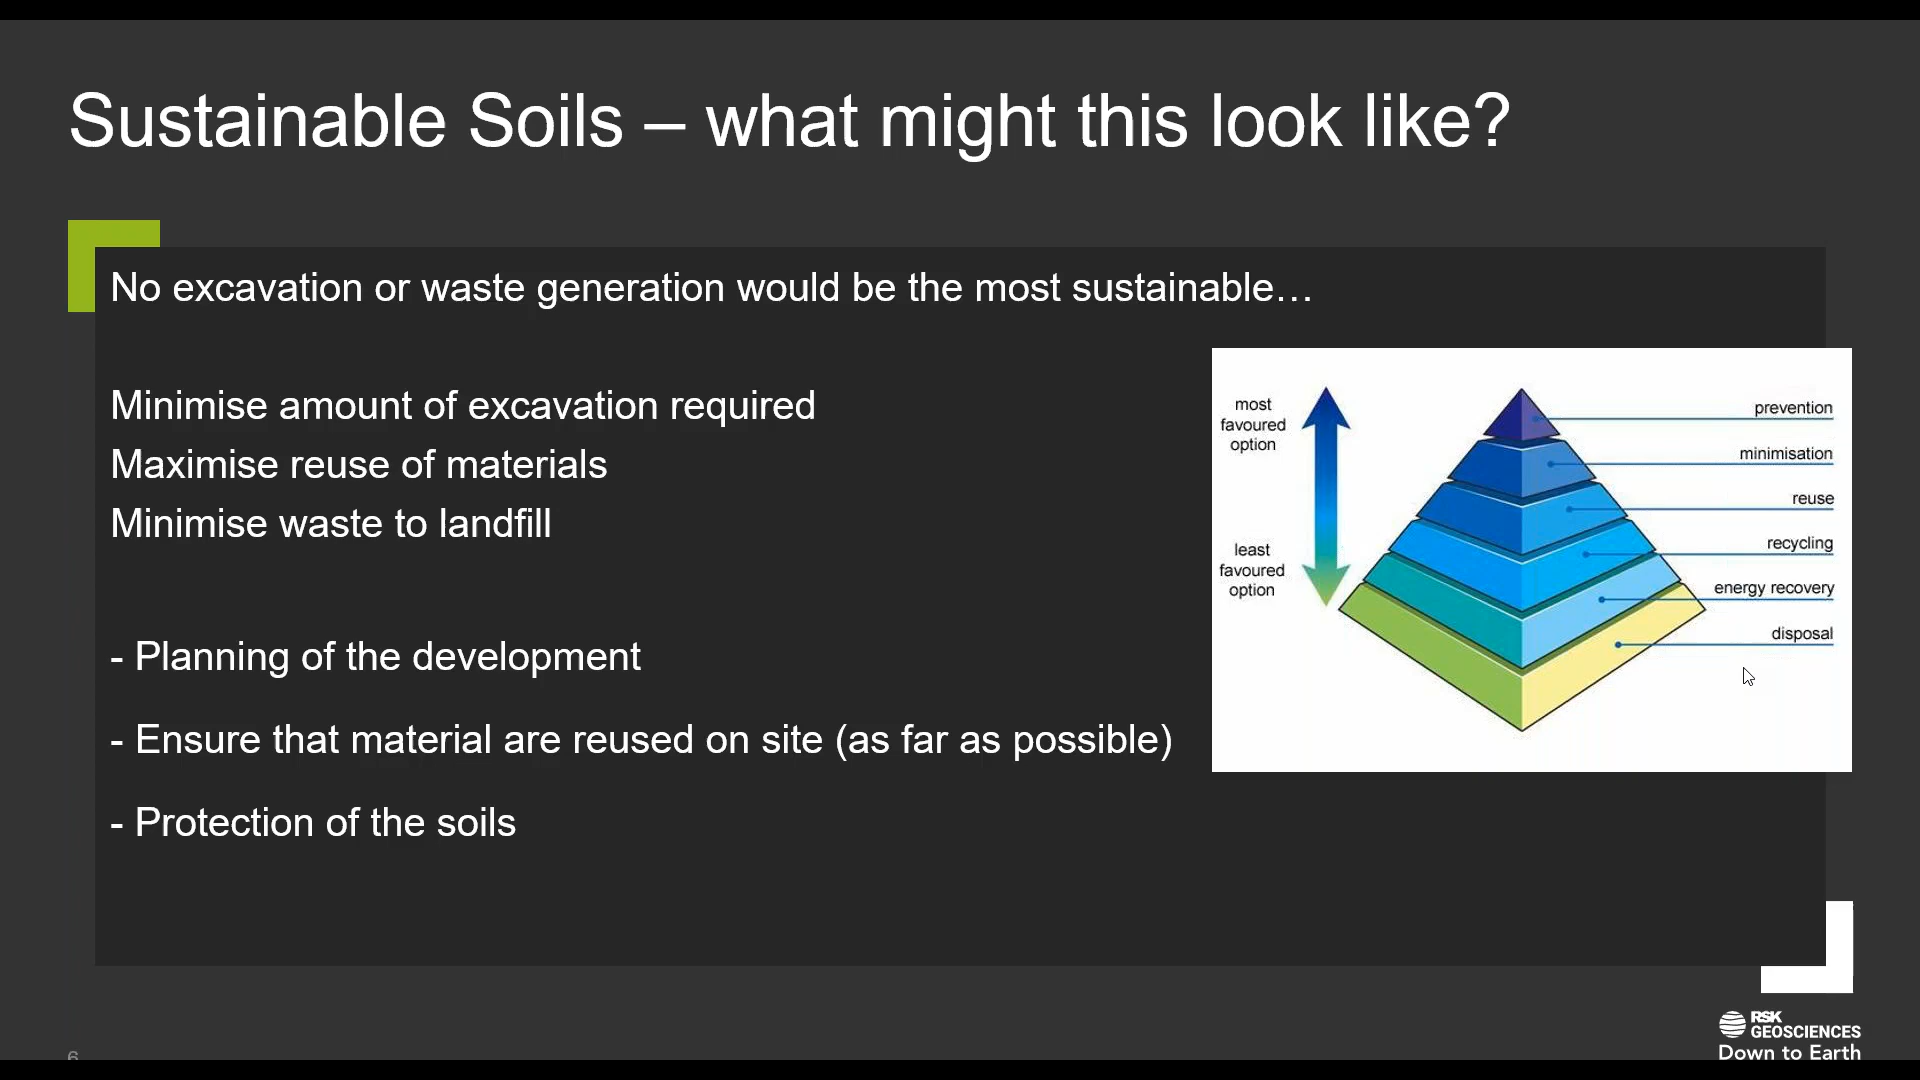 Sustainable Soils – what might this look like?
No excavation or waste generation would be the most sustainable…
Minimise amount of excavation required
Maximise reuse of materials
Minimise waste to landfill
- Planning of the development
- Ensure that material are reused on site (as far as possible)
- Protection of the soils
most
favoured
option
least
favoured
option
prevention
minimisation
reuse
recycling
energy recovery
disposal
RSK
GEOSCIENCES
Down to Earth
6